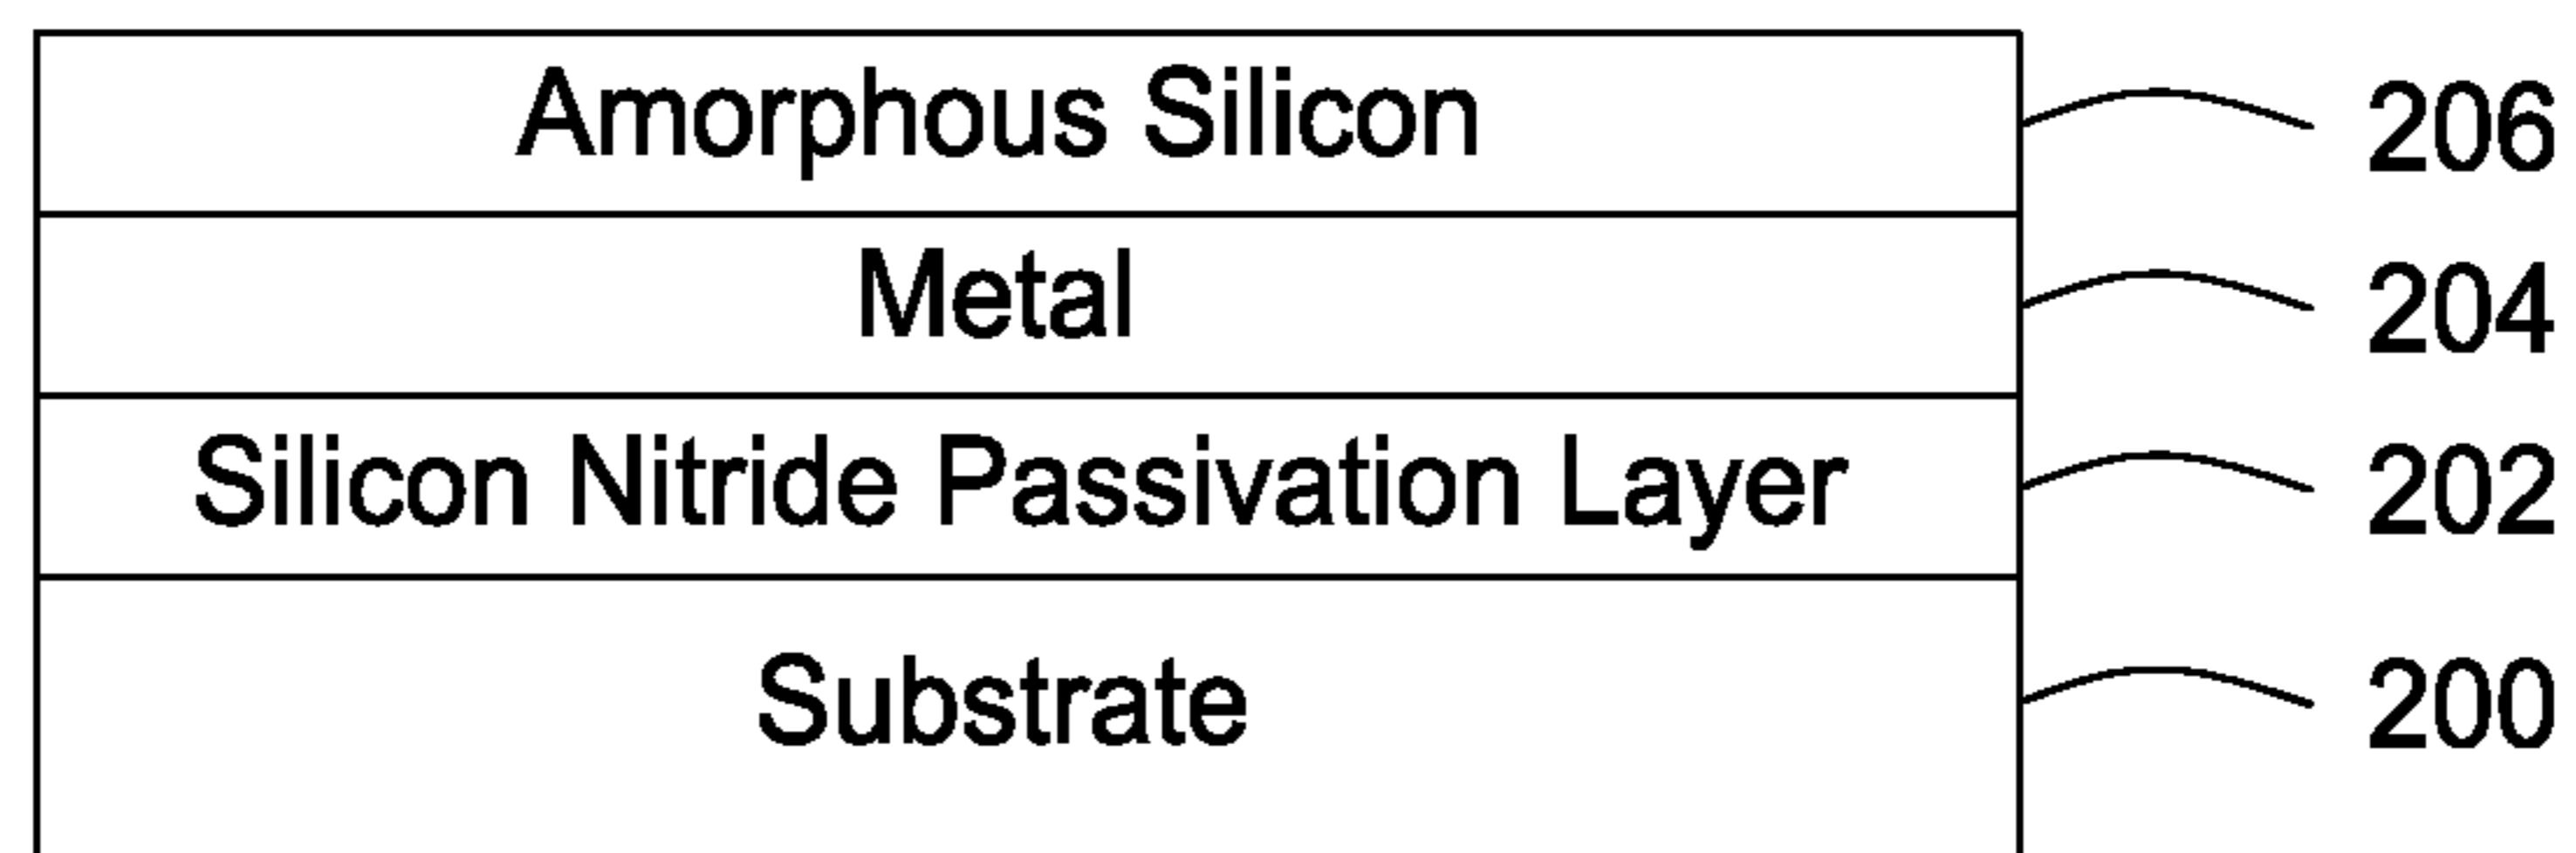 Amorphous Silicon 206
Metal 204
Silicon Nitride Passivation Layer 202
Substrate 200